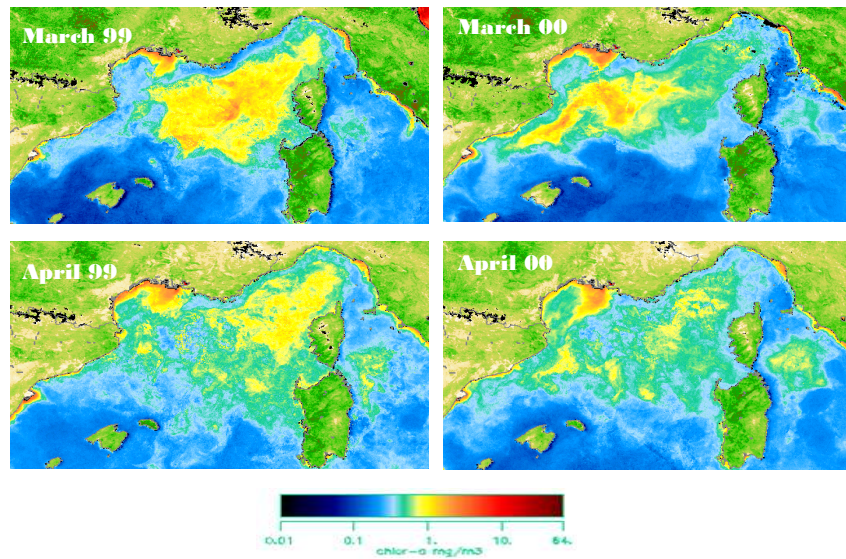 March 99
March 00
April 99
April 00
0.01 0.1 1. 10. 64.
chlor-a mg/m3